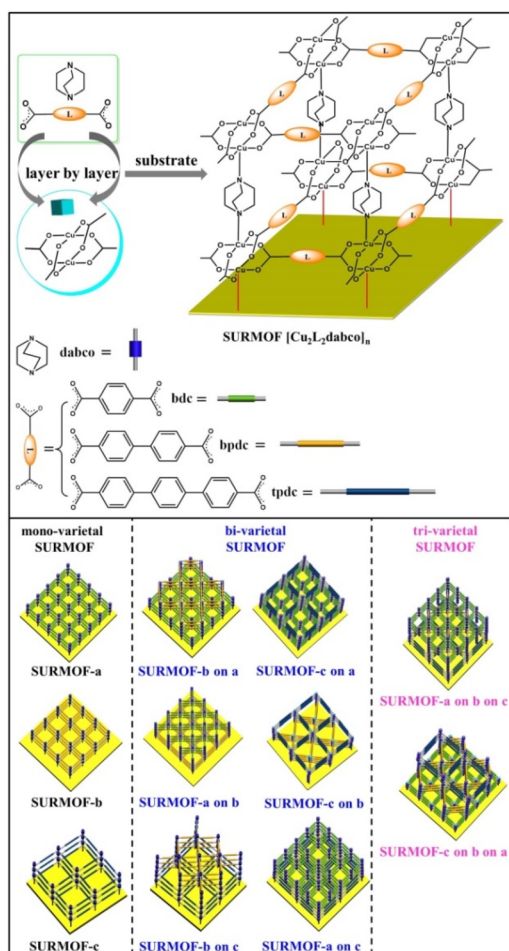 layer by layer
substrate
SURMOF [Cu₂L₂dabco]ₙ
dabco =
bdc =
L =
bpdc =
tpdc =
mono-varietal
SURMOF
bi-varietal
SURMOF
tri-varietal
SURMOF
SURMOF-a
SURMOF-b on a
SURMOF-c on a
SURMOF-a on b on c
SURMOF-b
SURMOF-a on b
SURMOF-c on b
SURMOF-c on b on a
SURMOF-c
SURMOF-b on c
SURMOF-a on c